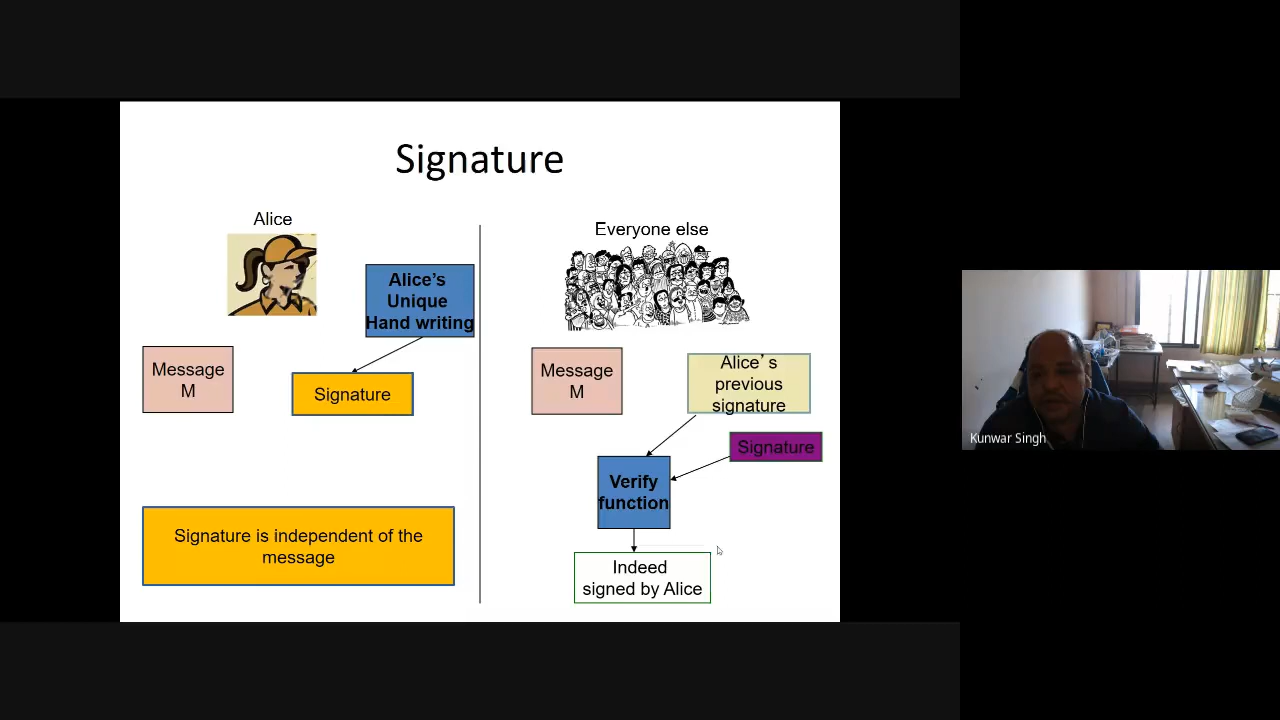 Signature
Alice
Alice’s
Unique
Hand writing
Message
M
Signature
Signature is independent of the
message
Everyone else
Message
M
Alice’s
previous
signature
Signature
Verify
function
Indeed
signed by Alice
Kunwar Singh